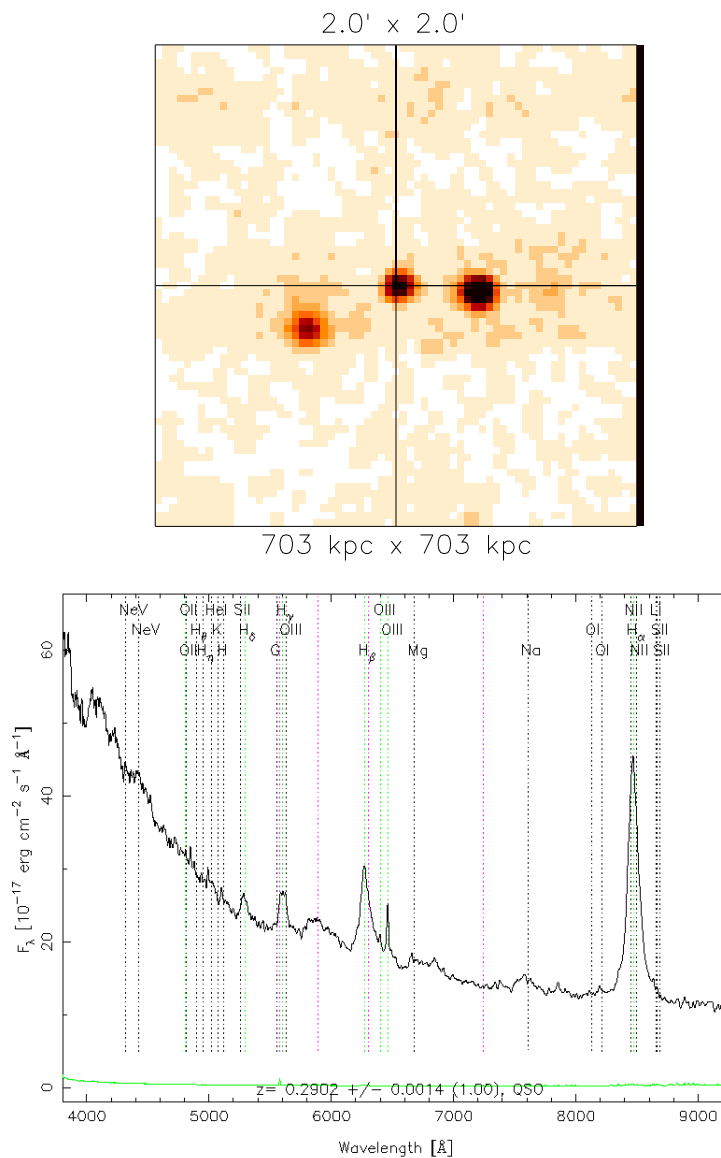 2.0' x 2.0'
703 kpc x 703 kpc
NeV OII HeI SII Hγ OIII NII LI
NeV Hθ K Hδ OIII OIII OI Hα SII
OII Hη H G Hβ Mg Na OI NII SII
60
40
20
0
Fλ [10⁻¹⁷ erg cm⁻² s⁻¹ Å⁻¹]
z= 0.2902 +/− 0.0014 (1.00), QSO
4000 5000 6000 7000 8000 9000
Wavelength [Å]